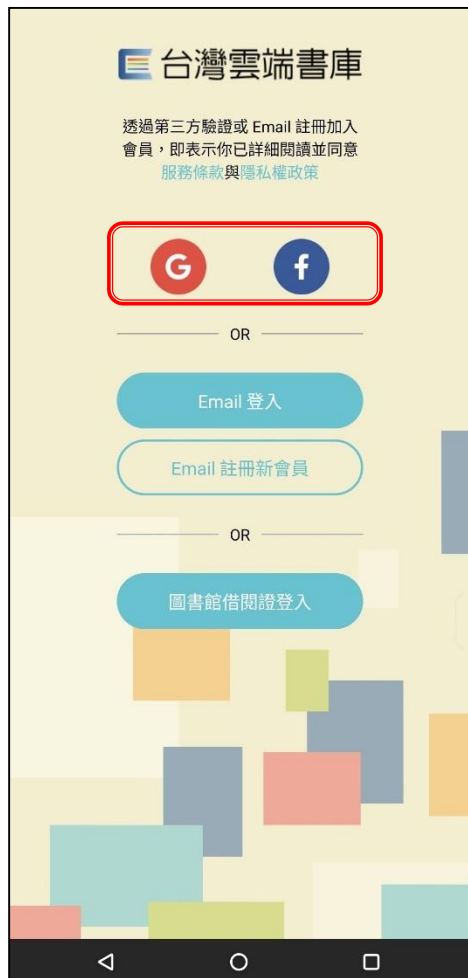 台灣雲端書庫
透過第三方驗證或 Email 註冊加入
會員，即表示你已詳細閱讀並同意
服務條款與隱私權政策
G f
OR
Email 登入
Email 註冊新會員
OR
圖書館借閱證登入